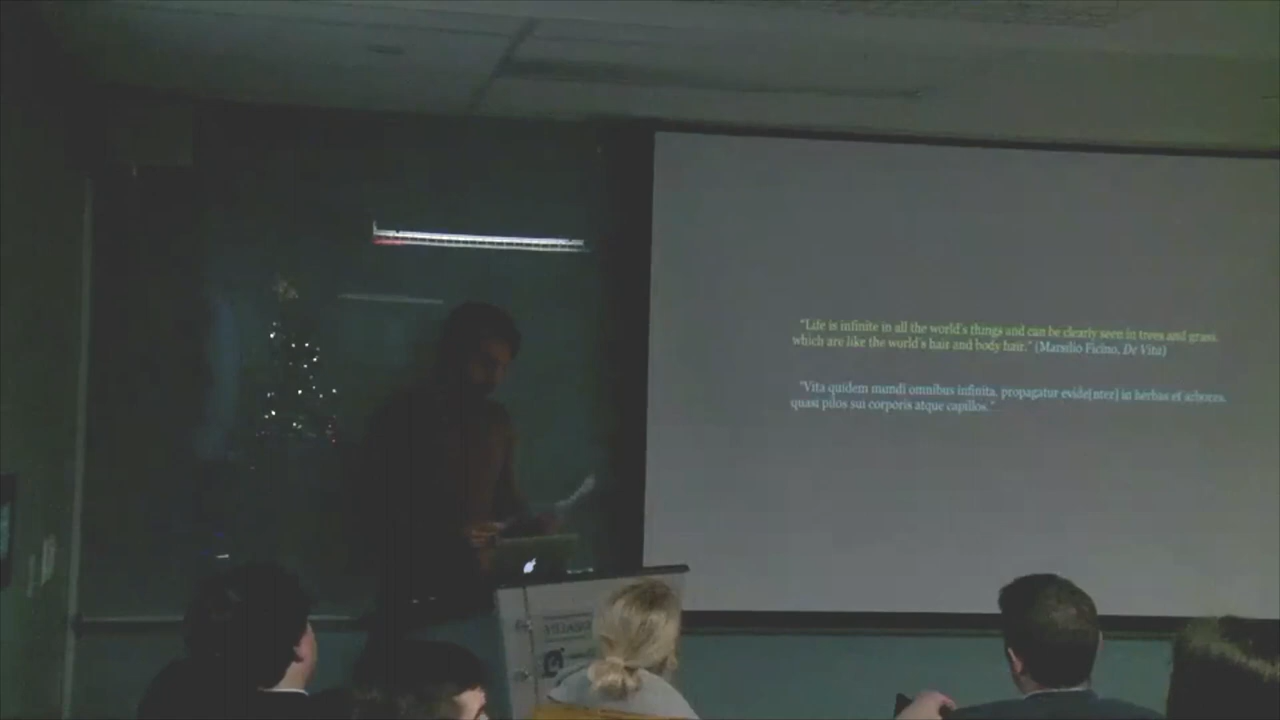 "Life is infinite in all the world's things and can be clearly seen in trees and grass,
which are like the world's hair and body hair." (Marsilio Ficino, De Vita)
"Vita quidem mundi omnibus infinita, propagatur evide[nter] in herbas et arbores,
quasi pilos sui corporis atque capillos."